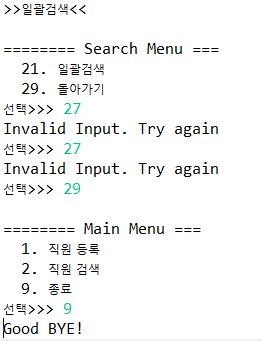 >>일괄검색<<

======== Search Menu ===
  21. 일괄검색
  29. 돌아가기
선택>>> 27
Invalid Input. Try again
선택>>> 27
Invalid Input. Try again
선택>>> 29

======== Main Menu ===
  1. 직원 등록
  2. 직원 검색
  9. 종료
선택>>> 9
Good BYE!